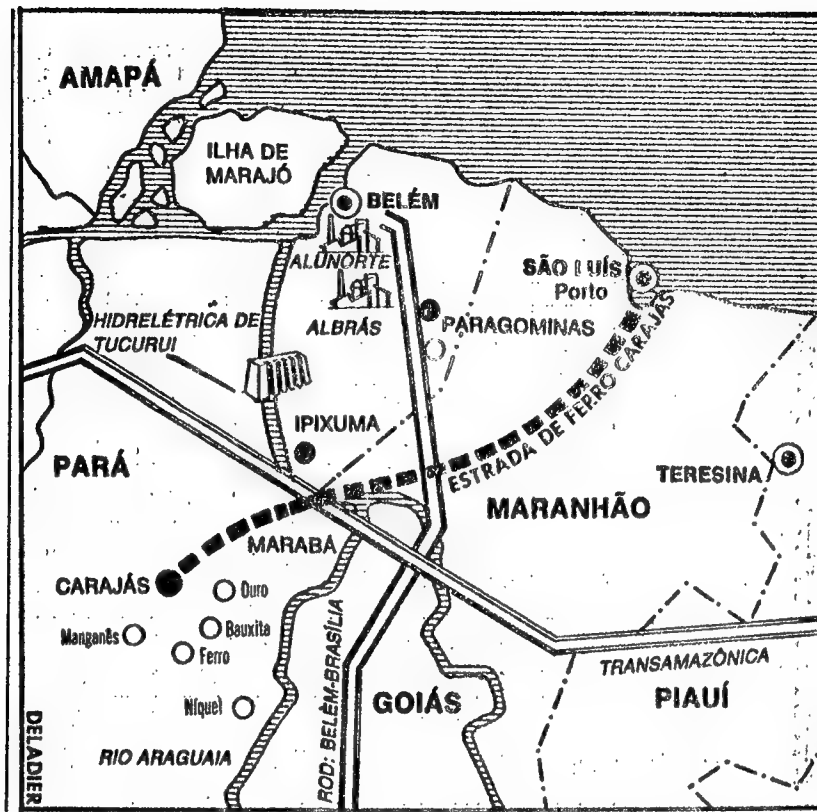 AMAPÁ
ILHA DE
MARAJÓ
BELÉM
ALUNORTE
SÃO LUÍS
Porto
HIDRELÉTRICA DE
TUCURUI
ALBRÁS
PARAGOMINAS
ESTRADA DE FERRO CARAJÁS
IPIXUMA
PARÁ
TERESINA
MARANHÃO
MARABÁ
CARAJÁS
Ouro
Manganês
Bauxita
Ferro
TRANSAMAZÔNICA
Níquel
GOIÁS
PIAUÍ
ROD: BELÉM-BRASÍLIA
RIO ARAGUAIA
DELADIER